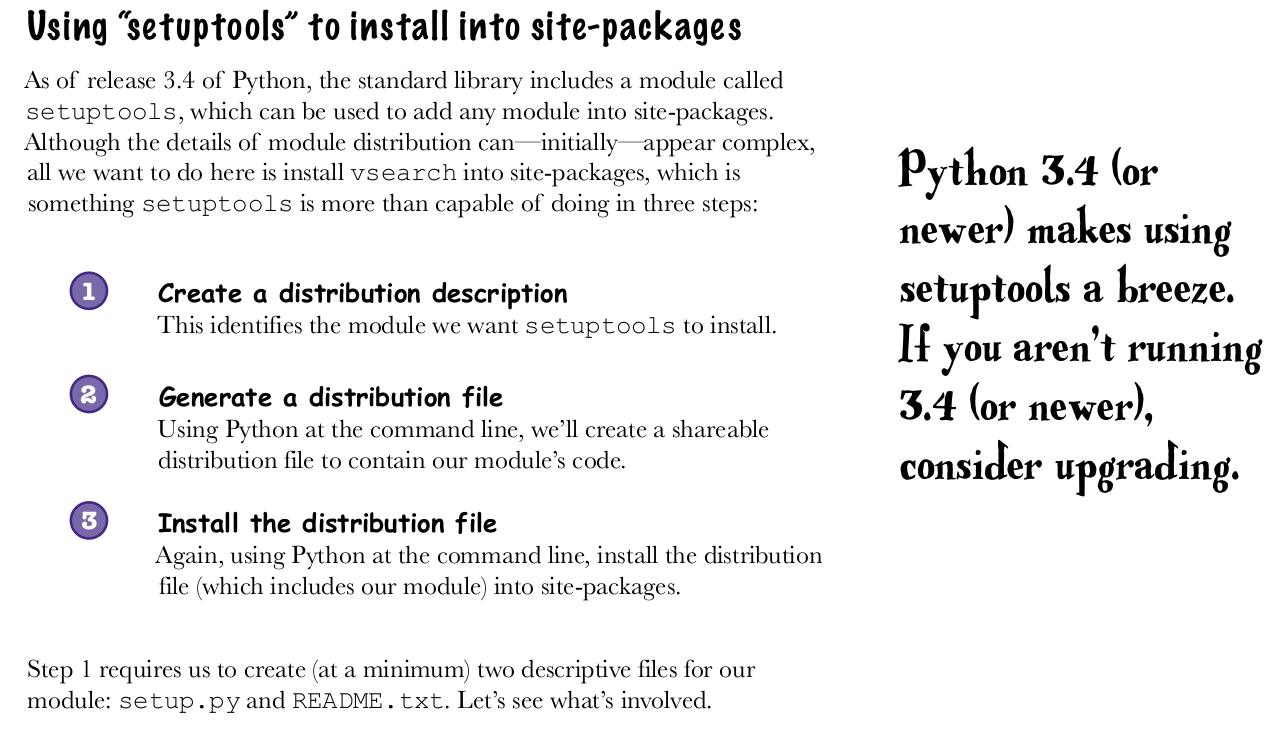 Using “setuptools” to install into site-packages
As of release 3.4 of Python, the standard library includes a module called
setuptools, which can be used to add any module into site-packages.
Although the details of module distribution can—initially—appear complex,
all we want to do here is install vsearch into site-packages, which is
something setuptools is more than capable of doing in three steps:
1
Create a distribution description
This identifies the module we want setuptools to install.
2
Generate a distribution file
Using Python at the command line, we’ll create a shareable
distribution file to contain our module’s code.
3
Install the distribution file
Again, using Python at the command line, install the distribution
file (which includes our module) into site-packages.
Step 1 requires us to create (at a minimum) two descriptive files for our
module: setup.py and README.txt. Let’s see what’s involved.
Python 3.4 (or
newer) makes using
setuptools a breeze.
If you aren’t running
3.4 (or newer),
consider upgrading.